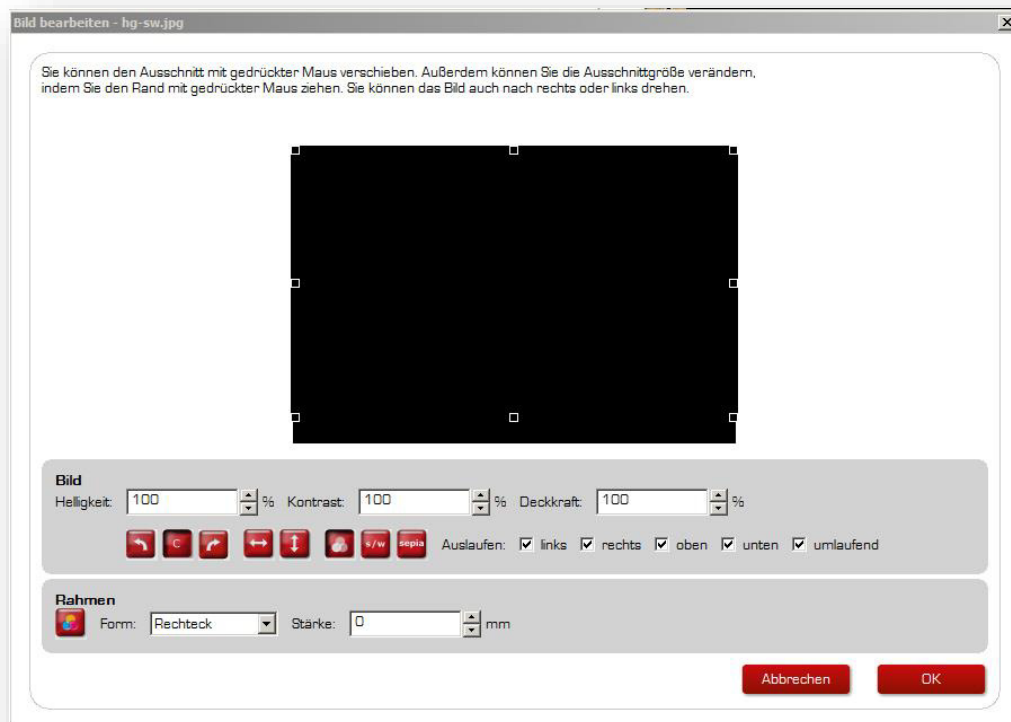 Bild bearbeiten - hg-sw.jpg
Sie können den Ausschnitt mit gedrückter Maus verschieben. Außerdem können Sie die Ausschnittgröße verändern,
indem Sie den Rand mit gedrückter Maus ziehen. Sie können das Bild auch nach rechts oder links drehen.
Bild
Helligkeit: 100 % Kontrast: 100 % Deckkraft: 100 %
C s/w sepia Auslaufen: links rechts oben unten umlaufend
Rahmen
Form: Rechteck Stärke: 0 mm
Abbrechen OK